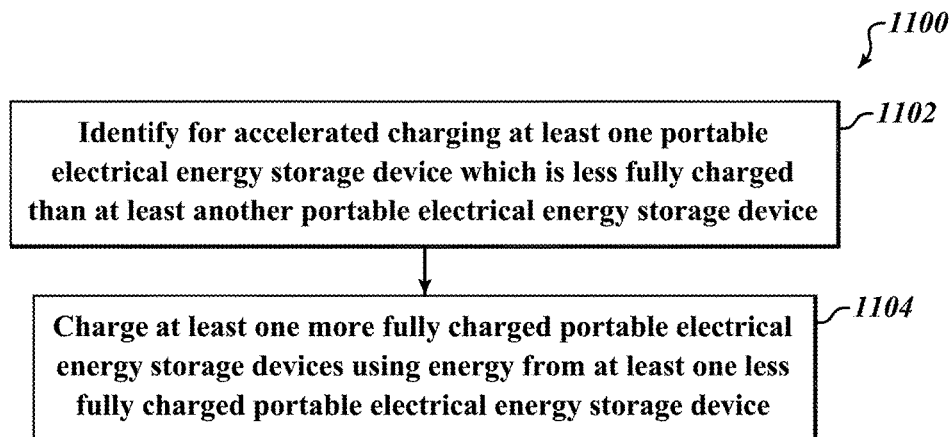 1100
1102
Identify for accelerated charging at least one portable
electrical energy storage device which is less fully charged
than at least another portable electrical energy storage device
1104
Charge at least one more fully charged portable electrical
energy storage devices using energy from at least one less
fully charged portable electrical energy storage device